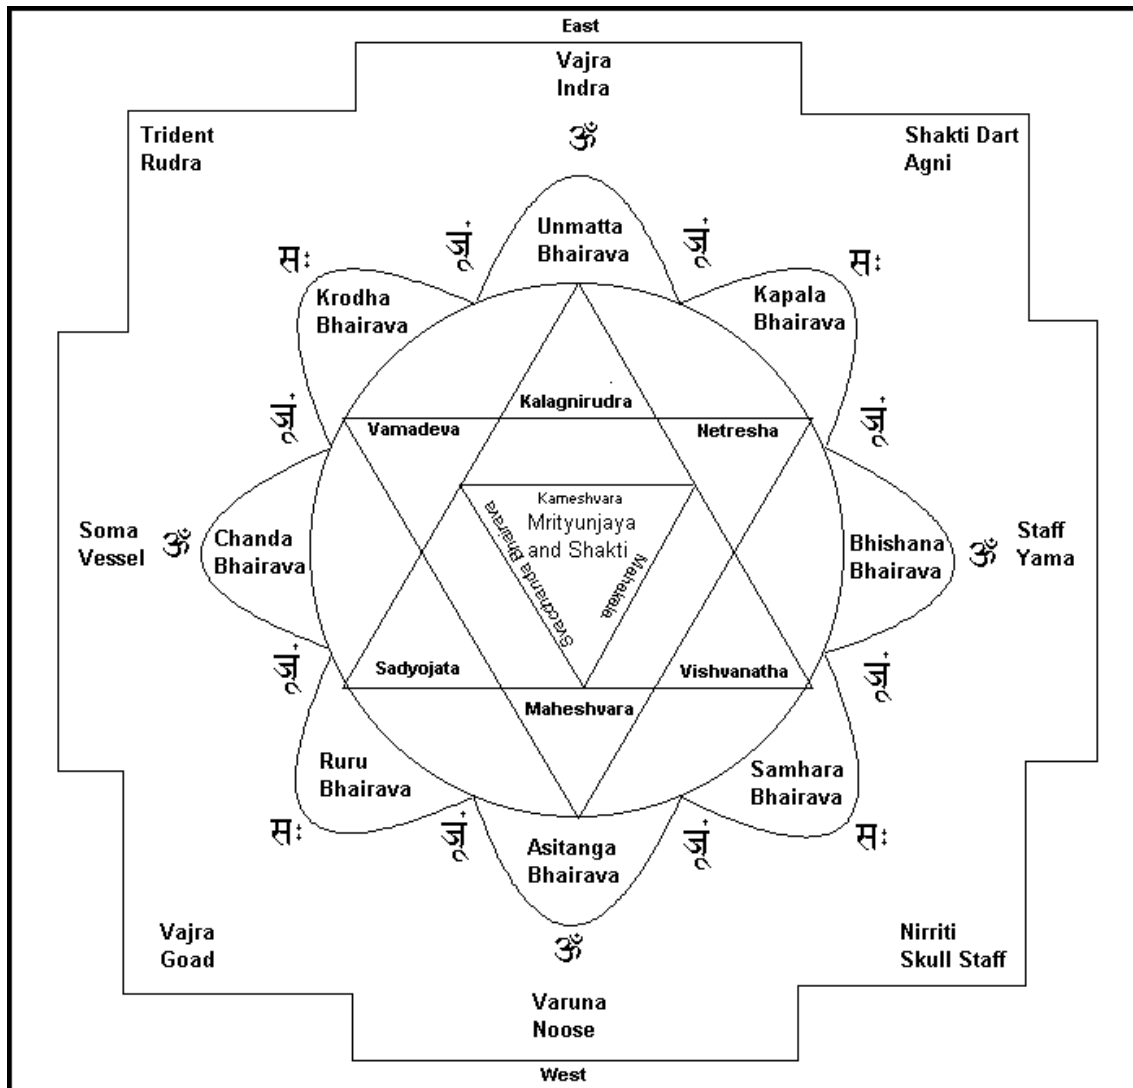 East
Vajra
Indra
Trident
Rudra
Shakti Dart
Agni
ॐ
Unmatta
Bhairava
जूं
जूं
सः
सः
Krodha
Bhairava
Kapala
Bhairava
Kalagnirudra
जूं
जूं
Vamadeva
Netresha
Kameshvara
Mrityunjaya
and Shakti
Svacchanda Bhairava
Mahakala
Soma
Vessel
ॐ
Chanda
Bhairava
Bhishana
Bhairava
ॐ
Staff
Yama
जूं
जूं
Sadyojata
Vishvanatha
Maheshvara
Ruru
Bhairava
Samhara
Bhairava
सः
जूं
जूं
सः
Asitanga
Bhairava
ॐ
Vajra
Goad
Nirriti
Skull Staff
Varuna
Noose
West